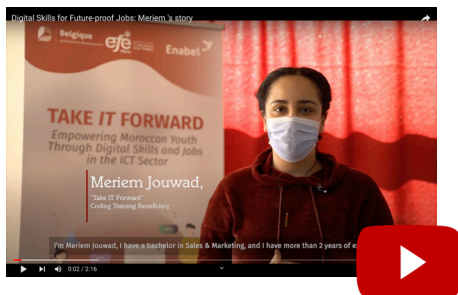 Digital Skills for Future-proof Jobs: Meriem 's story
Belgique
efe
Enabel
TAKE IT FORWARD
Empowering Moroccan Youth
Through Digital Skills and Jobs
in the ICT Sector
Meriem Jouwad,
"Take IT Forward"
Coding Training Beneficiary
I'm Meriem Jouwad, I have a bachelor in Sales & Marketing, and I have more than 2 years of
0:02 / 2:16